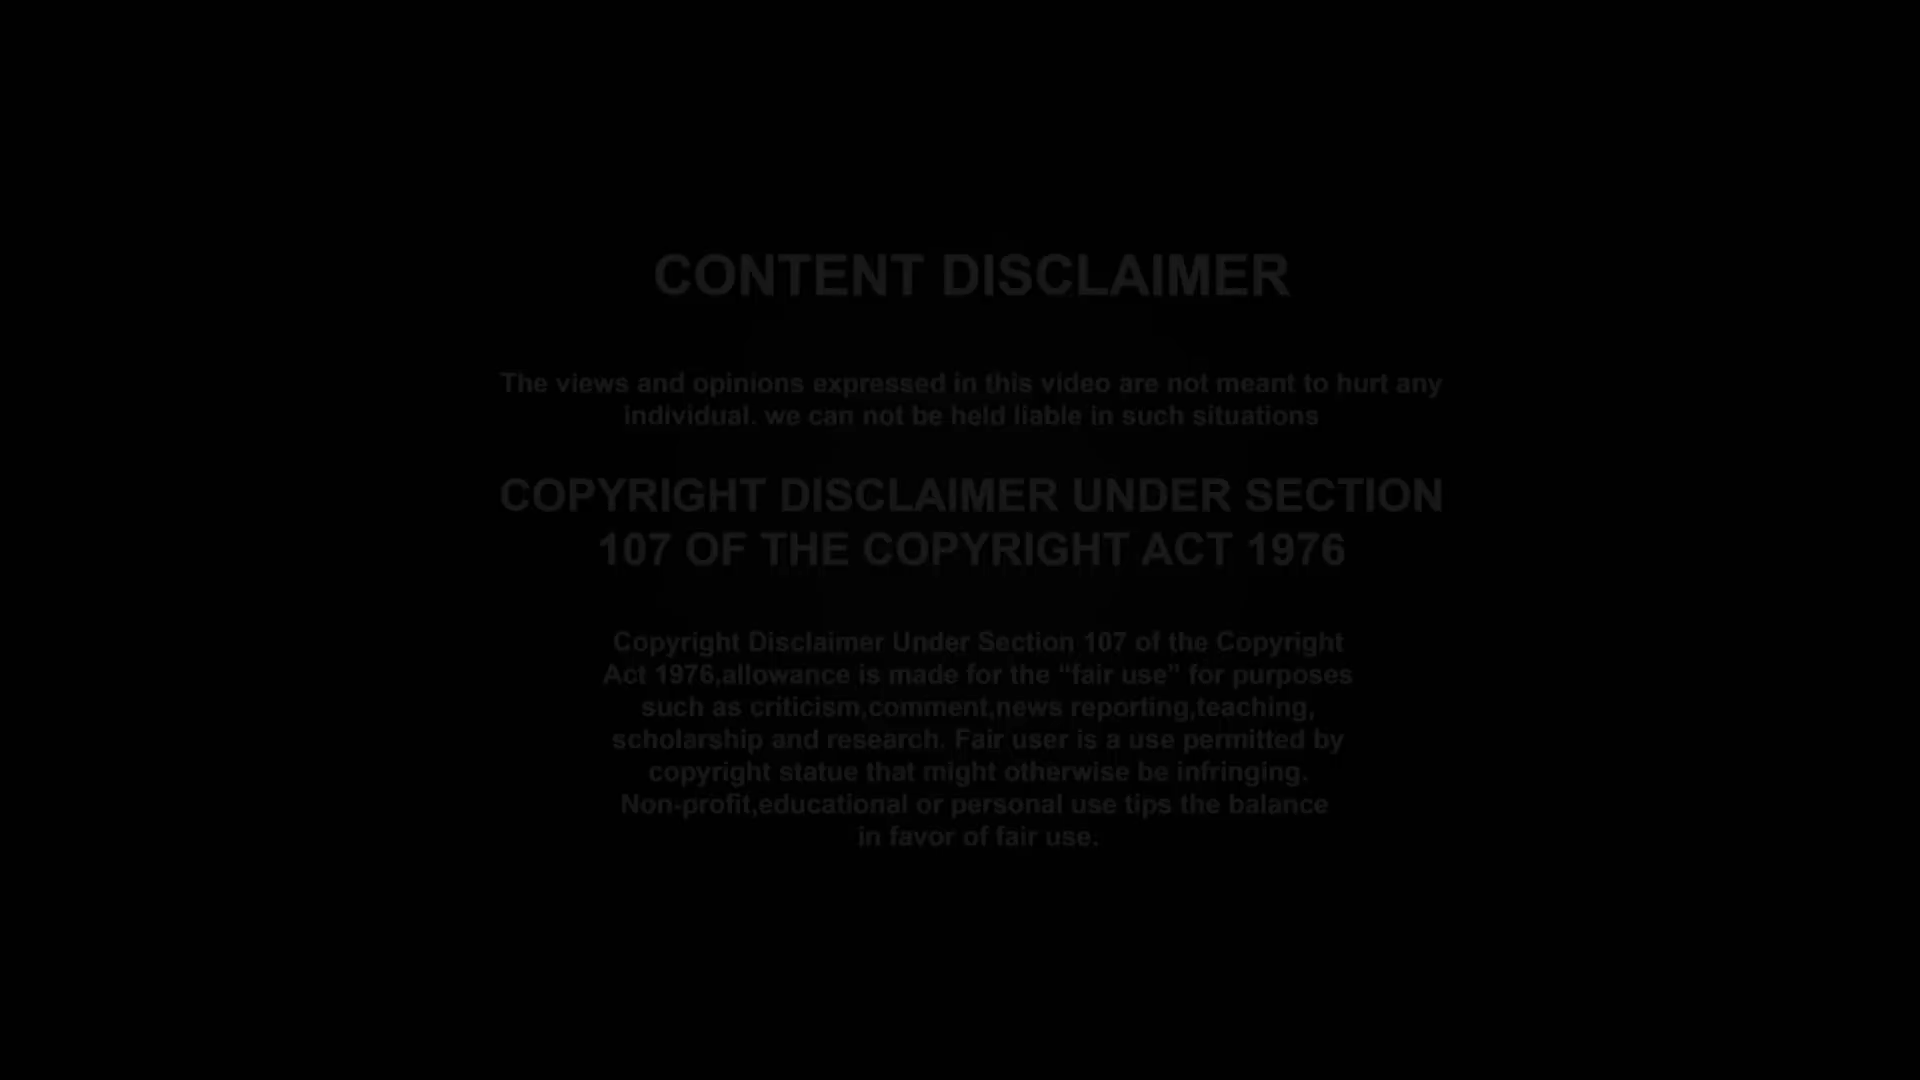 CONTENT DISCLAIMER
The views and opinions expressed in this video are not meant to hurt any
individual. we can not be held liable in such situations
COPYRIGHT DISCLAIMER UNDER SECTION
107 OF THE COPYRIGHT ACT 1976
Copyright Disclaimer Under Section 107 of the Copyright
Act 1976,allowance is made for the “fair use” for purposes
such as criticism,comment,news reporting,teaching,
scholarship and research. Fair user is a use permitted by
copyright statue that might otherwise be infringing.
Non-profit,educational or personal use tips the balance
in favor of fair use.